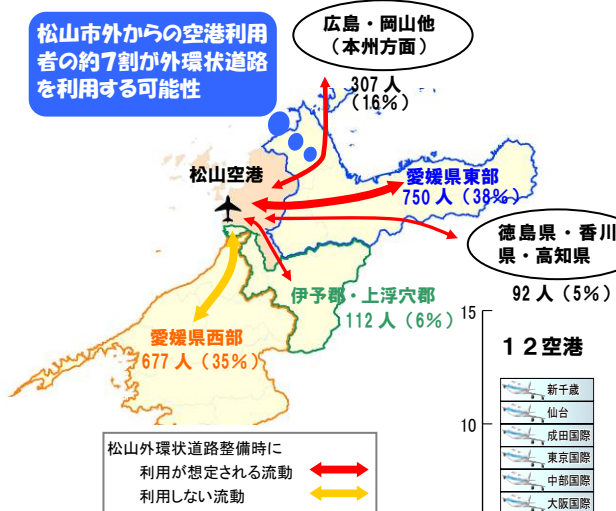 松山市外からの空港利用
者の約7割が外環状道路
を利用する可能性
広島・岡山他
(本州方面)
307 人
(16%)
松山空港
愛媛県東部
750 人 (38%)
徳島県・香川
県・高知県
92 人 (5%)
伊予郡・上浮穴郡
112 人 (6%)
愛媛県西部
677 人 (35%)
松山外環状道路整備時に
利用が想定される流動
利用しない流動
15
12空港
10
新千歳
仙台
成田国際
東京国際
中部国際
大阪国際